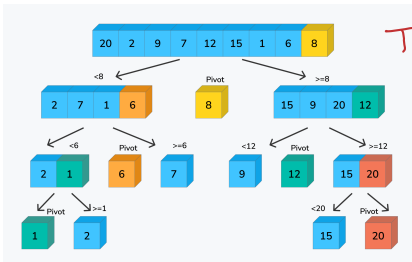 20 2 9 7 12 15 1 6 8
T
<8 Pivot >=8
2 7 1 6 8 15 9 20 12
<6 Pivot >=6 <12 Pivot >=12
2 1 6 7 9 12 15 20
Pivot >=1 <20 Pivot
1 2 15 20